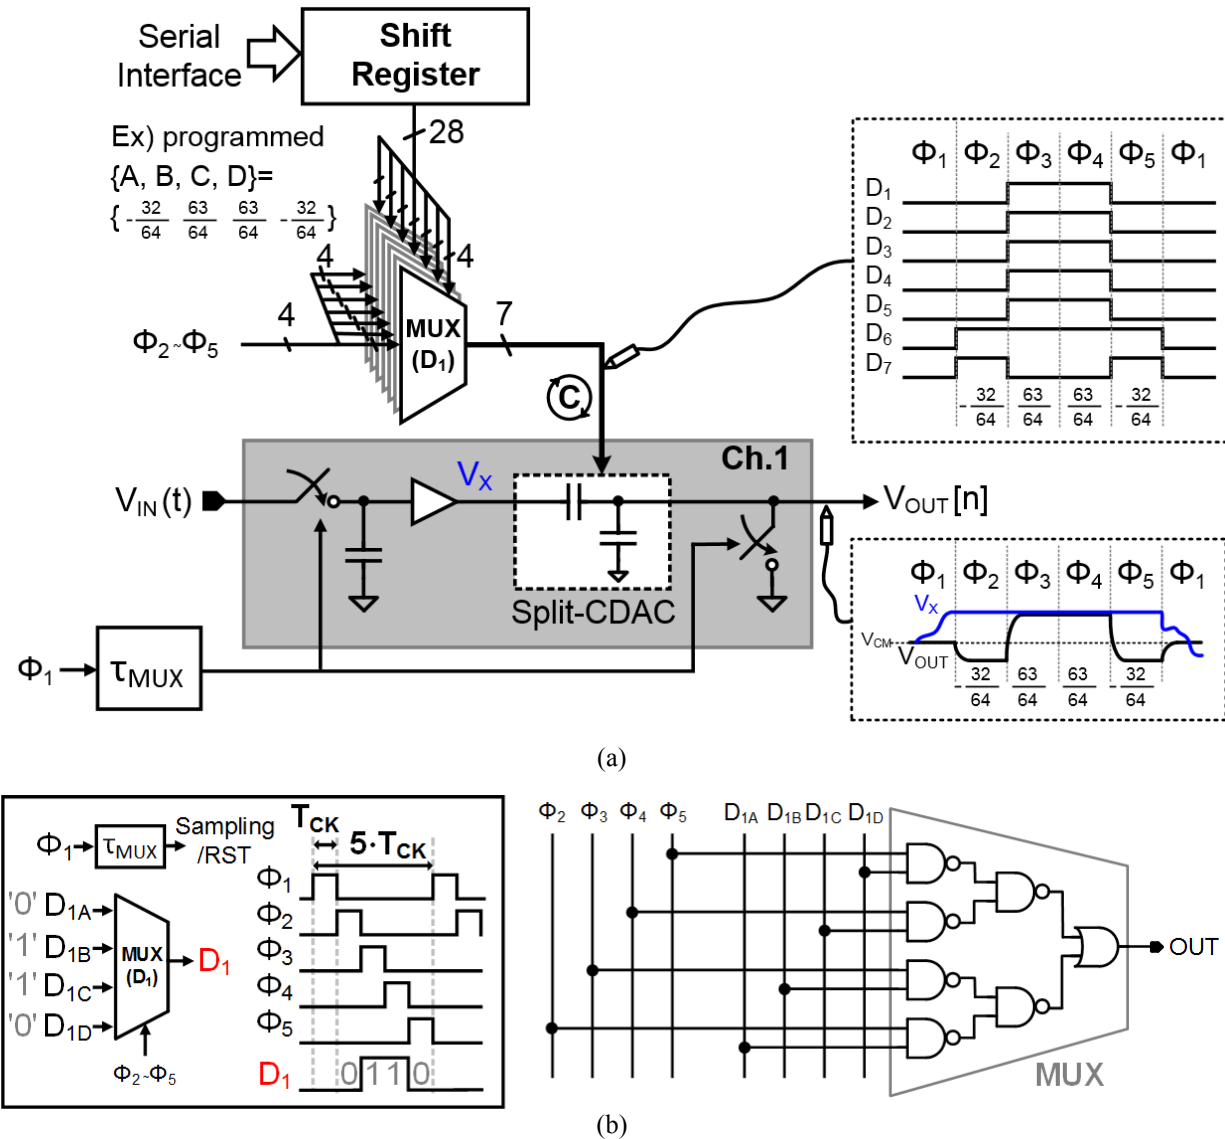 Serial
Interface
Shift
Register
28
Ex) programmed
{A, B, C, D}=
{ -32/64 63/64 63/64 -32/64 }
4
4
4
Φ2~Φ5
MUX
(D1)
7
C
Φ1 Φ2 Φ3 Φ4 Φ5 Φ1
D1
D2
D3
D4
D5
D6
D7
-32/64 63/64 63/64 -32/64
Ch.1
VIN(t)
VX
VOUT[n]
Split-CDAC
Φ1
τMUX
Φ1 Φ2 Φ3 Φ4 Φ5 Φ1
VX
VCM
VOUT
-32/64 63/64 63/64 -32/64
(a)
Φ1
τMUX
Sampling
/RST
'0' D1A
'1' D1B
'1' D1C
'0' D1D
MUX
(D1)
D1
Φ2~Φ5
TCK
5·TCK
Φ1
Φ2
Φ3
Φ4
Φ5
D1
0 1 1 0
Φ2 Φ3 Φ4 Φ5 D1A D1B D1C D1D
OUT
MUX
(b)